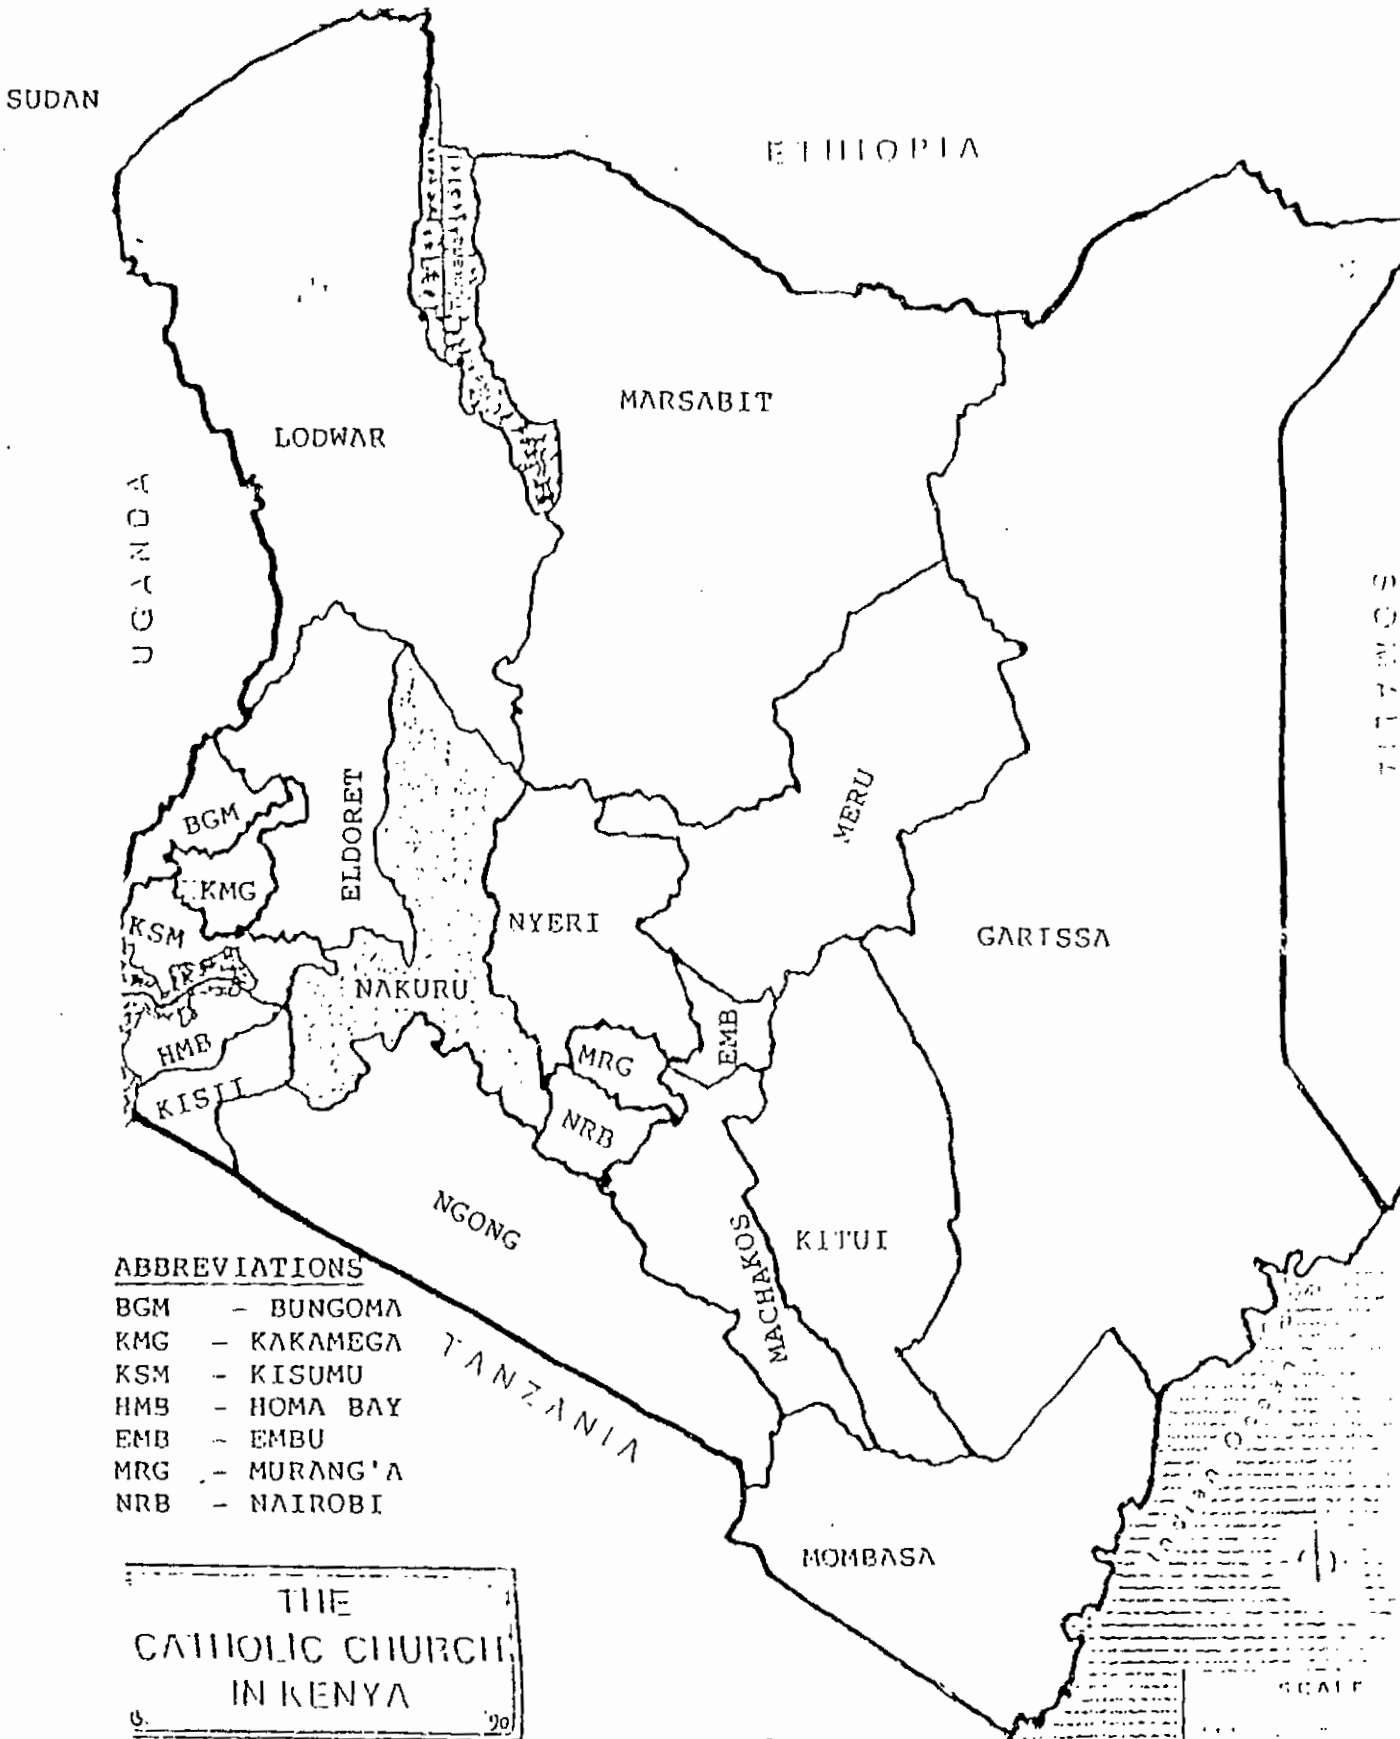 SUDAN
ETHIOPIA
MARSABIT
LODWAR
UGANDA
MERU
BGM
ELDORET
KMG
NYERI
KSM
GARISSA
NAKURU
EMB
HMB
MRG
KISII
NRB
NGONG
MACHAKOS
KITUI
ABBREVIATIONS
BGM - BUNGOMA
KMG - KAKAMEGA
KSM - KISUMU
HMB - HOMA BAY
EMB - EMBU
MRG - MURANG'A
NRB - NAIROBI
TANZANIA
MOMBASA
THE
CATHOLIC CHURCH
IN KENYA
'90
SCALE